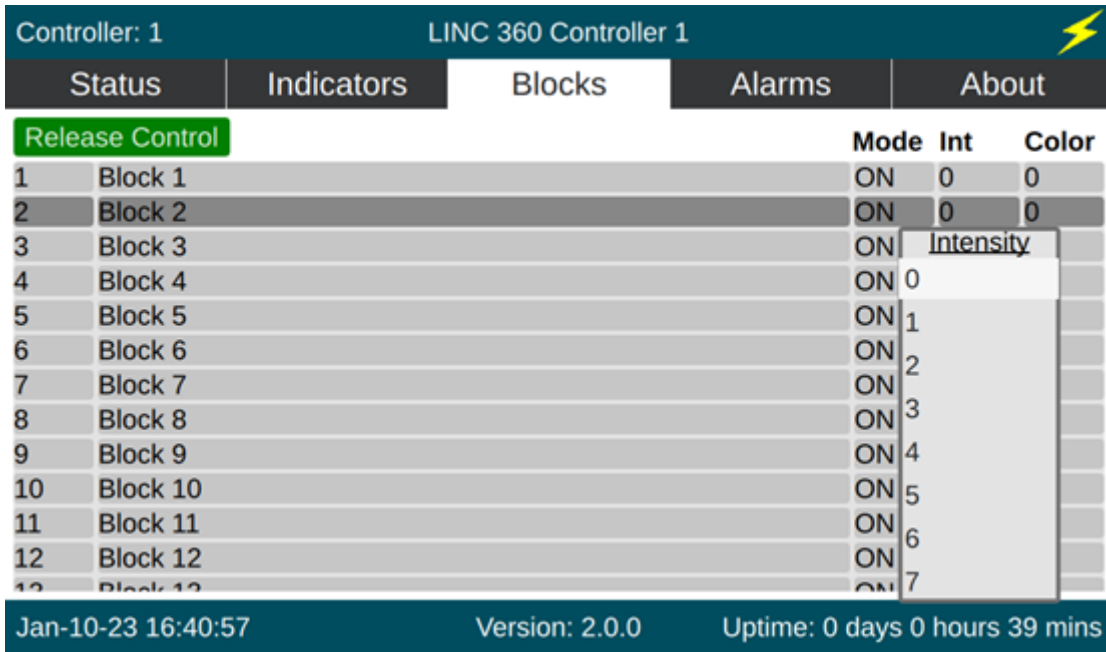 Controller: 1 LINC 360 Controller 1
Status Indicators Blocks Alarms About
Release Control Mode Int Color
1 Block 1 ON 0 0
2 Block 2 ON 0 0
3 Block 3 ON Intensity
4 Block 4 ON 0
5 Block 5 ON 1
6 Block 6 ON 2
7 Block 7 ON
8 Block 8 ON 3
9 Block 9 ON 4
10 Block 10 ON 5
11 Block 11 ON 6
12 Block 12 ON
13 Block 13 ON 7
Jan-10-23 16:40:57 Version: 2.0.0 Uptime: 0 days 0 hours 39 mins